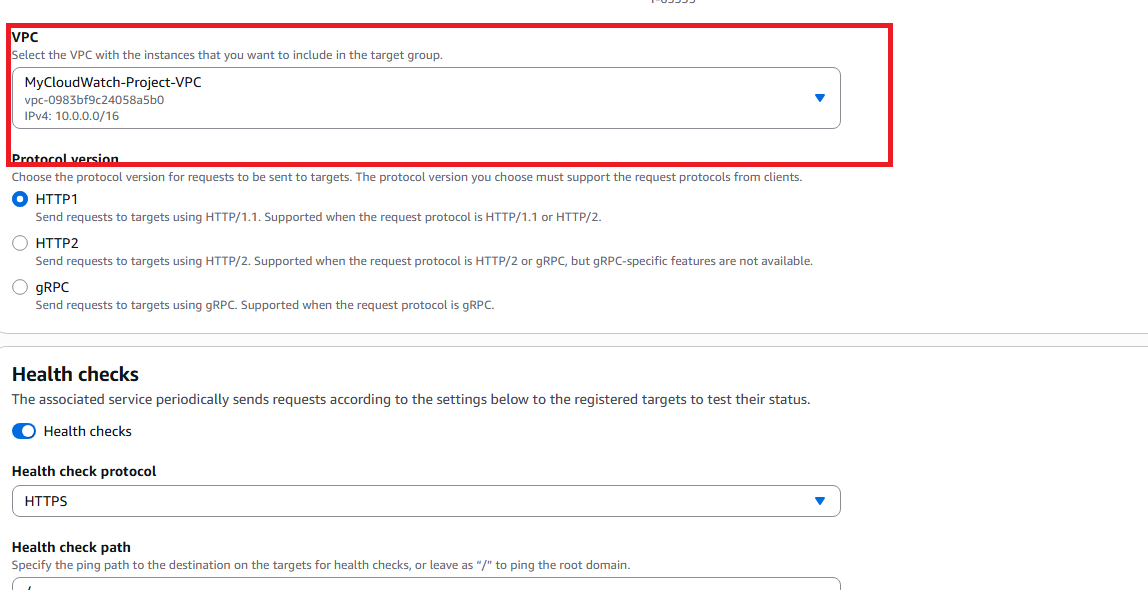 VPC
Select the VPC with the instances that you want to include in the target group.
MyCloudWatch-Project-VPC
vpc-0983bf9c24058a5b0
IPv4: 10.0.0.0/16
Protocol version
Choose the protocol version for requests to be sent to targets. The protocol version you choose must support the request protocols from clients.
HTTP1
Send requests to targets using HTTP/1.1. Supported when the request protocol is HTTP/1.1 or HTTP/2.
HTTP2
Send requests to targets using HTTP/2. Supported when the request protocol is HTTP/2 or gRPC, but gRPC-specific features are not available.
gRPC
Send requests to targets using gRPC. Supported when the request protocol is gRPC.
Health checks
The associated service periodically sends requests according to the settings below to the registered targets to test their status.
Health checks
Health check protocol
HTTPS
Health check path
Specify the ping path to the destination on the targets for health checks, or leave as “/” to ping the root domain.